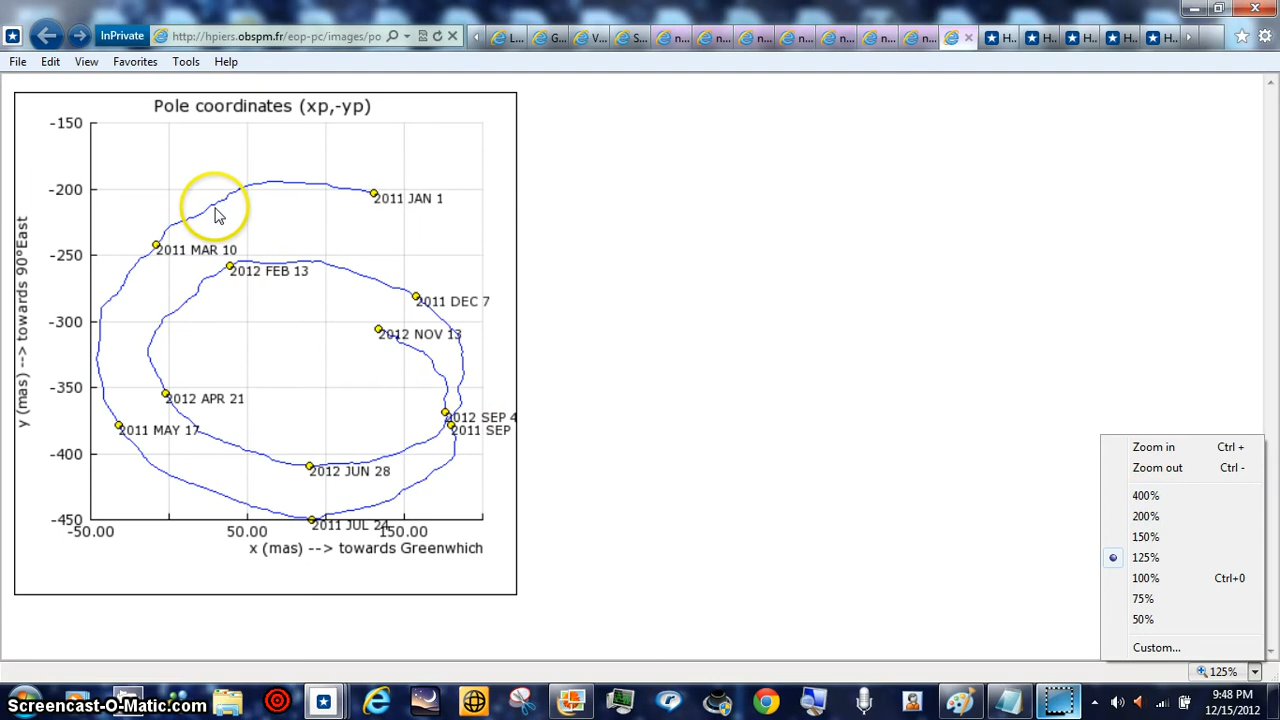 InPrivate
http://hpiers.obspm.fr/eop-pc/images/po
L...
G...
V...
S...
n...
n...
n...
n...
n...
n...
n...
H...
H...
H...
H...
H...
File Edit View Favorites Tools Help
Pole coordinates (xp,-yp)
-150
-200
-250
-300
-350
-400
-450
y (mas) --> towards 90°East
2011 JAN 1
2011 MAR 10
2012 FEB 13
2011 DEC 7
2012 NOV 13
2012 APR 21
2012 SEP 4
2011 SEP
2011 MAY 17
2012 JUN 28
2011 JUL 24
-50.00 50.00 150.00
x (mas) --> towards Greenwhich
Zoom in Ctrl +
Zoom out Ctrl -
400%
200%
150%
125%
100% Ctrl+0
75%
50%
Custom...
125%
Screencast-O-Matic.com
9:48 PM
12/15/2012